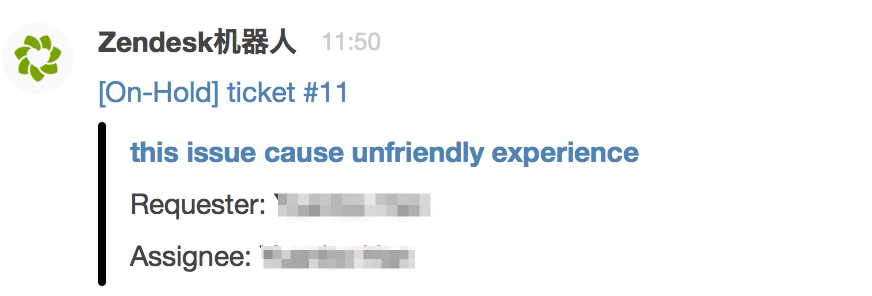 Zendesk机器人 11:50
[On-Hold] ticket #11
this issue cause unfriendly experience
Requester:
Assignee: